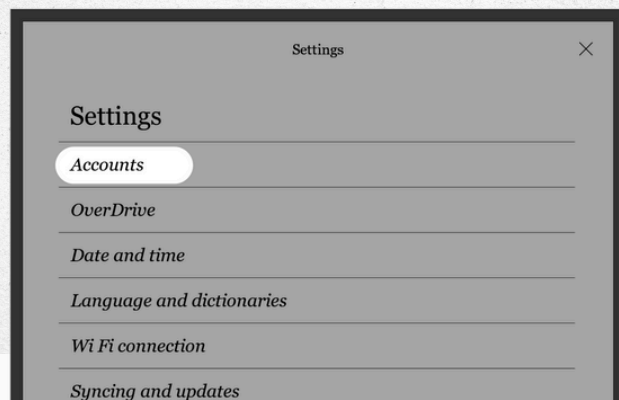 Settings
Settings
Accounts
OverDrive
Date and time
Language and dictionaries
Wi Fi connection
Syncing and updates